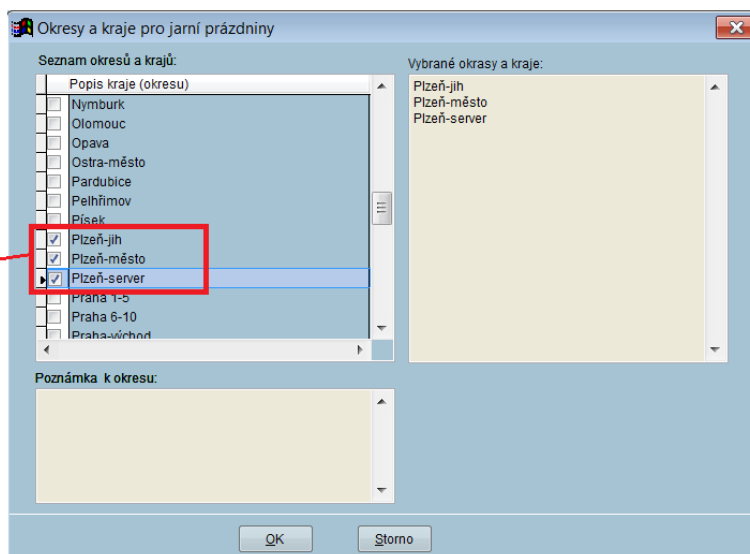 Okresy a kraje pro jarní prázdniny
Seznam okresů a krajů:
Popis kraje (okresu)
Nymburk
Olomouc
Opava
Ostra-město
Pardubice
Pelhřimov
Písek
Plzeň-jih
Plzeň-město
Plzeň-server
Praha 1-5
Praha 6-10
Praha-východ
Vybrané okrasy a kraje:
Plzeň-jih
Plzeň-město
Plzeň-server
Poznámka k okresu:
OK
Storno